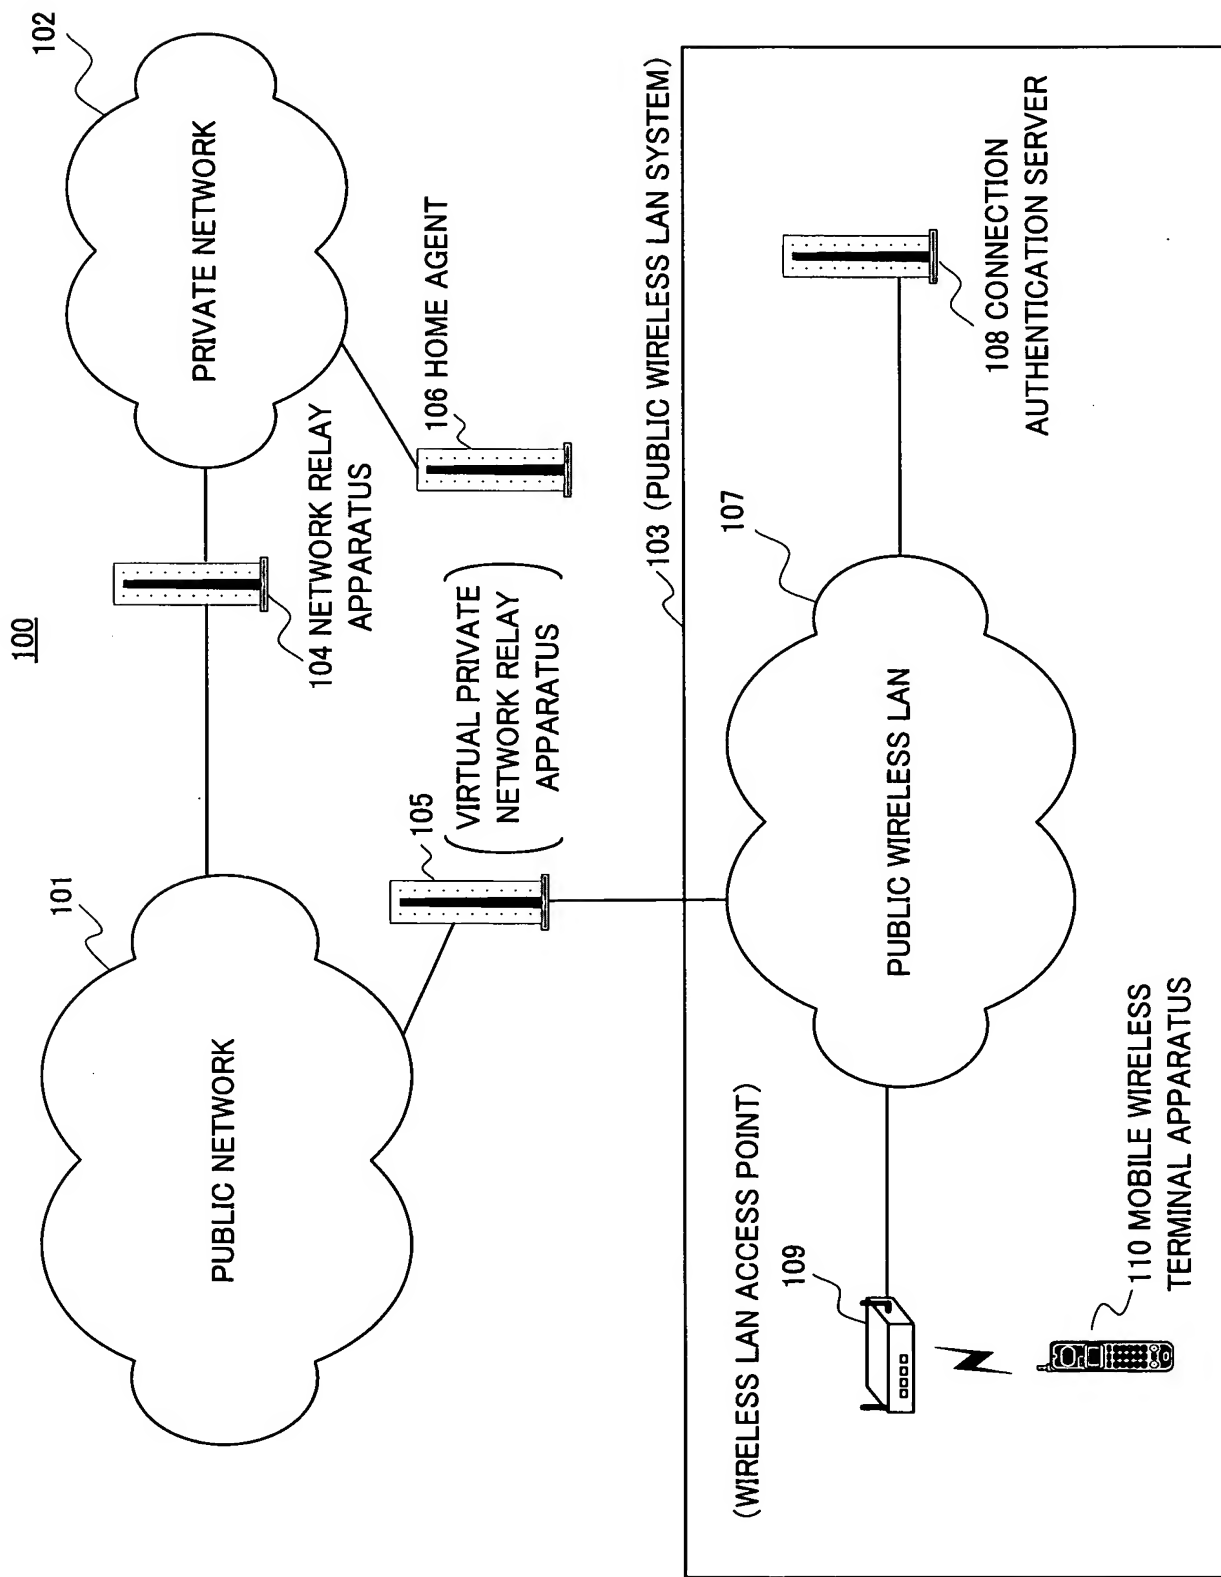 100
101
PUBLIC NETWORK
102
PRIVATE NETWORK
104 NETWORK RELAY
APPARATUS
106 HOME AGENT
105
VIRTUAL PRIVATE
NETWORK RELAY
APPARATUS
103 (PUBLIC WIRELESS LAN SYSTEM)
107
PUBLIC WIRELESS LAN
108 CONNECTION
AUTHENTICATION SERVER
(WIRELESS LAN ACCESS POINT)
109
110 MOBILE WIRELESS
TERMINAL APPARATUS